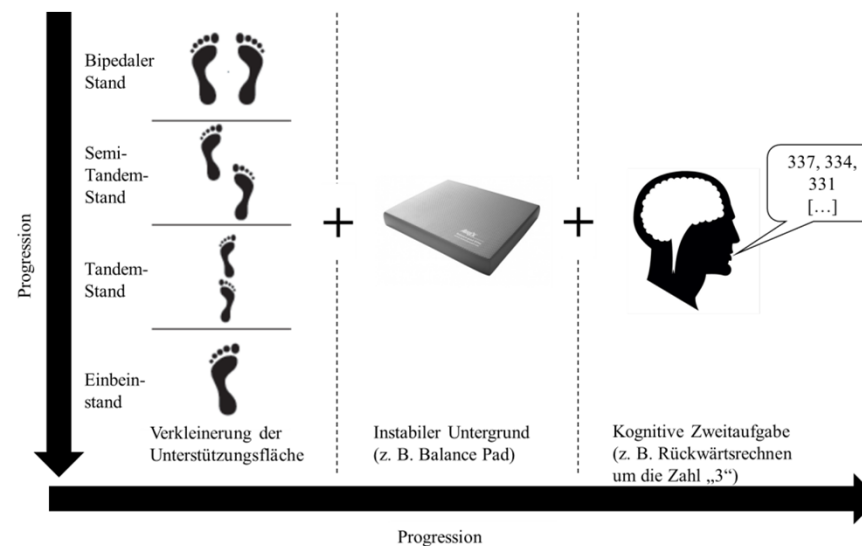 Bipedaler
Stand
Semi-
Tandem-
Stand
Tandem-
Stand
Einbein-
stand
Verkleinerung der
Unterstützungsfläche
Instabiler Untergrund
(z. B. Balance Pad)
337, 334,
331
[…]
Kognitive Zweitaufgabe
(z. B. Rückwärtsrechnen
um die Zahl „3“)
Progression
Progression